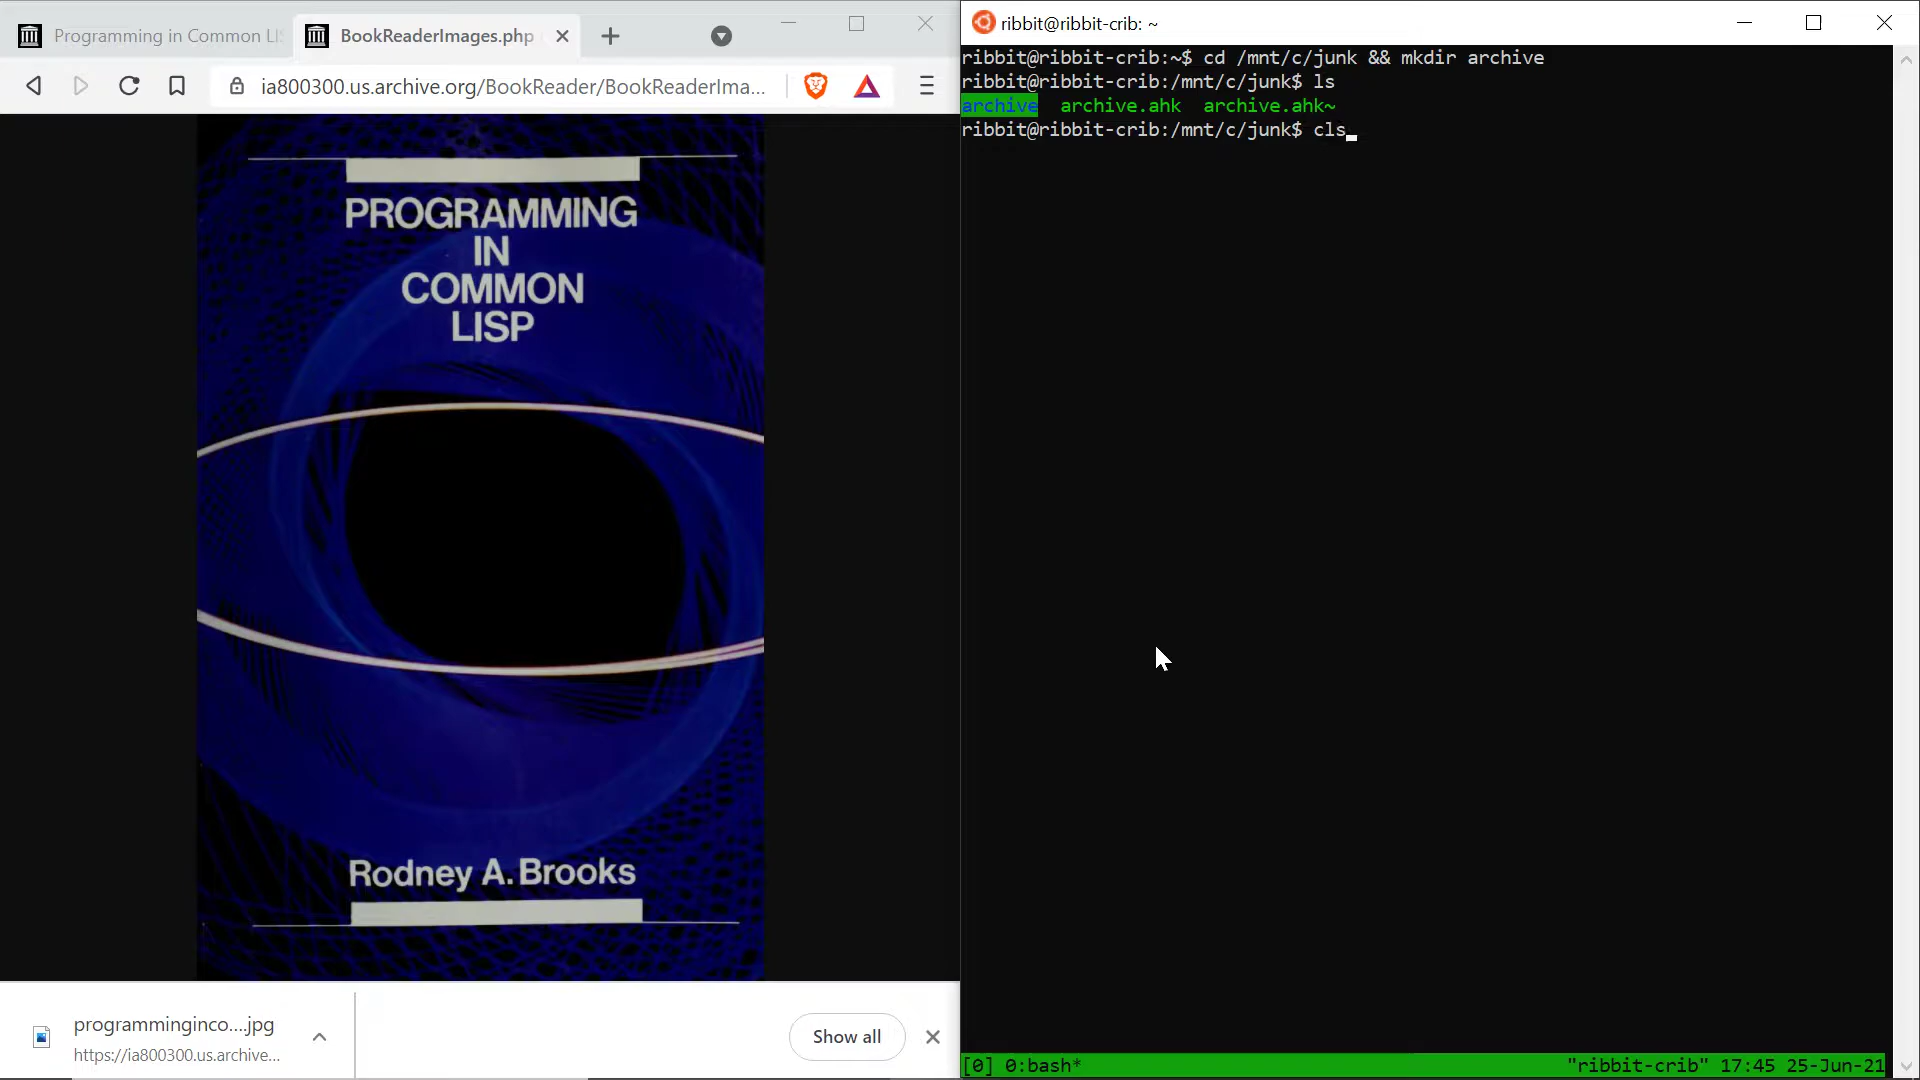 Programming in Common LI
BookReaderImages.php
ia800300.us.archive.org/BookReader/BookReaderIma...
PROGRAMMING
IN
COMMON
LISP
Rodney A. Brooks
programminginco....jpg
https://ia800300.us.archive...
Show all
ribbit@ribbit-crib: ~
ribbit@ribbit-crib:~$ cd /mnt/c/junk && mkdir archive
ribbit@ribbit-crib:/mnt/c/junk$ ls
archive  archive.ahk  archive.ahk~
ribbit@ribbit-crib:/mnt/c/junk$ cls
[0] 0:bash* "ribbit-crib" 17:45 25-Jun-21